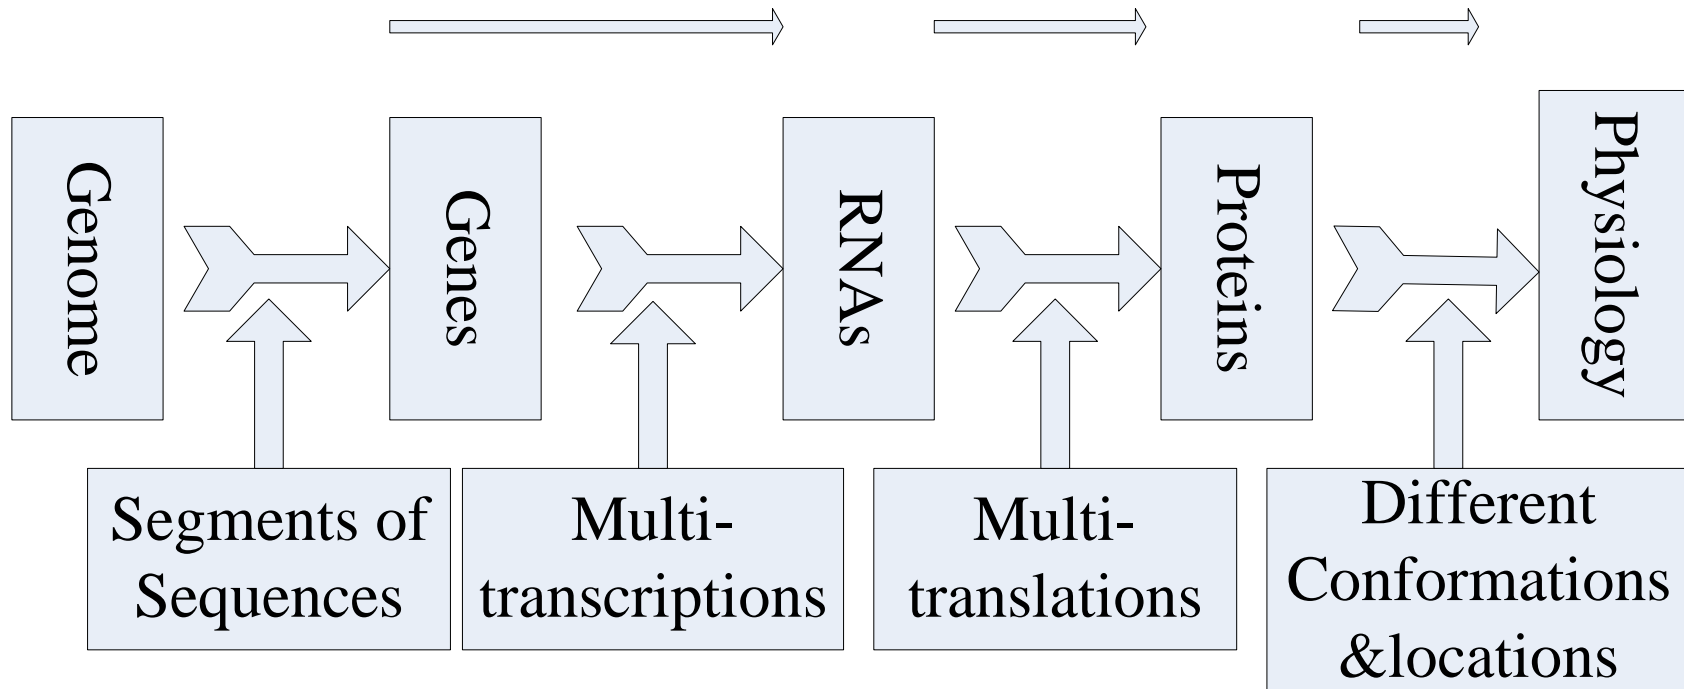 Genome
Genes
RNAs
Proteins
Physiology
Segments of
Sequences
Multi-
transcriptions
Multi-
translations
Different
Conformations
&locations